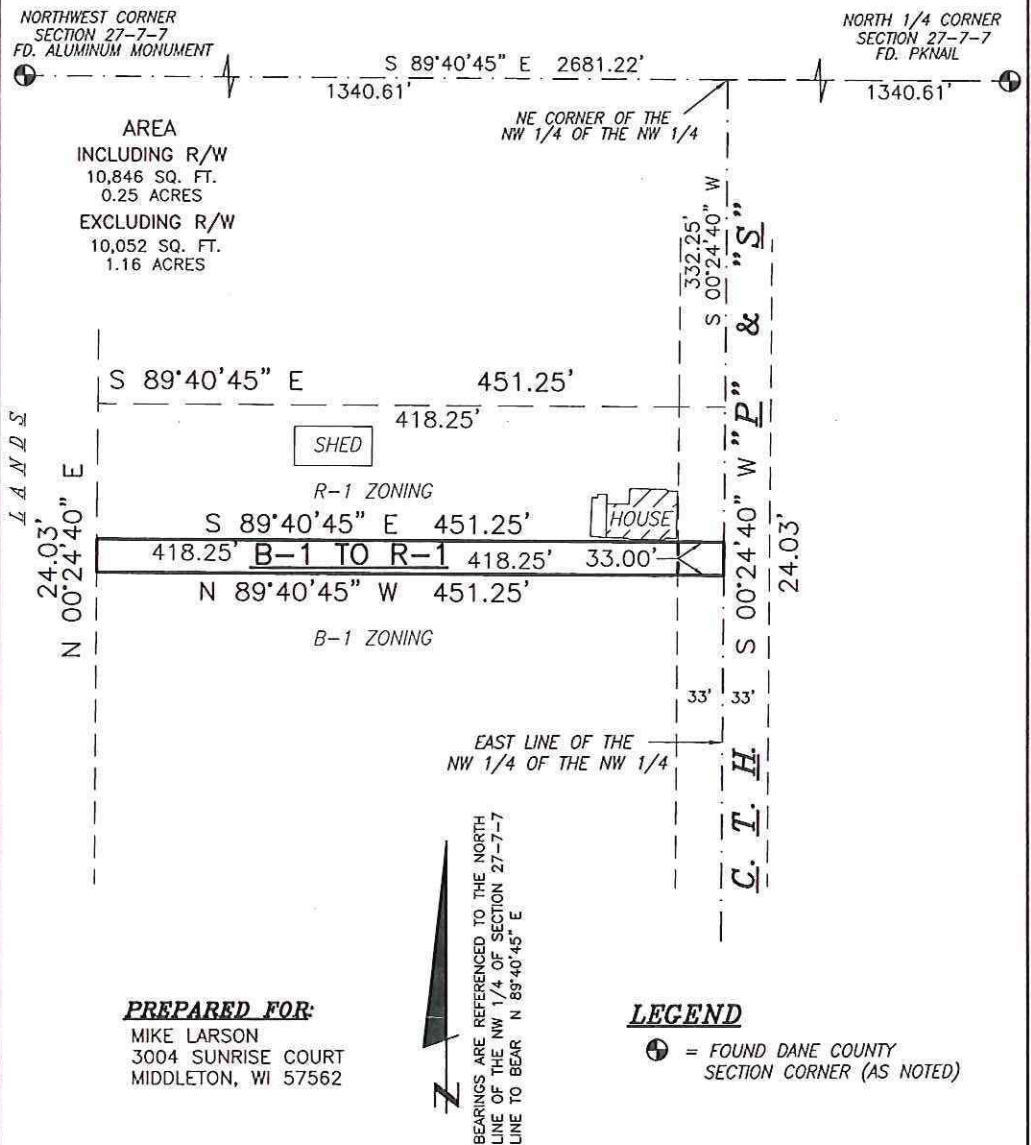 NORTHWEST CORNER
SECTION 27-7-7
FD. ALUMINUM MONUMENT
NORTH 1/4 CORNER
SECTION 27-7-7
FD. PKNAIL
S 89°40'45" E 2681.22'
1340.61'
1340.61'
NE CORNER OF THE
NW 1/4 OF THE NW 1/4
AREA
INCLUDING R/W
10,846 SQ. FT.
0.25 ACRES
EXCLUDING R/W
10,052 SQ. FT.
1.16 ACRES
332.25'
S 00°24'40" W
C. T. H. "P" & "S"
S 89°40'45" E 451.25'
418.25'
LANDS
SHED
R-1 ZONING
HOUSE
S 89°40'45" E 451.25'
24.03'
N 00°24'40" E
418.25' B-1 TO R-1 418.25' 33.00'
S 00°24'40" W
24.03'
N 89°40'45" W 451.25'
B-1 ZONING
33' 33'
EAST LINE OF THE
NW 1/4 OF THE NW 1/4
BEARINGS ARE REFERENCED TO THE NORTH
LINE OF THE NW 1/4 OF SECTION 27-7-7
LINE TO BEAR N 89°40'45" E
N
PREPARED FOR:
MIKE LARSON
3004 SUNRISE COURT
MIDDLETON, WI 57562
LEGEND
= FOUND DANE COUNTY
SECTION CORNER (AS NOTED)